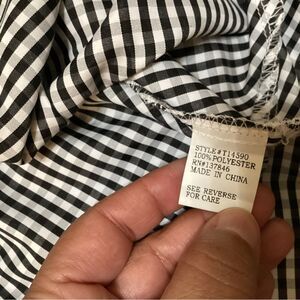 STYLE#T14590
100%POLYESTER
RN#137846
MADE IN CHINA
SEE REVERSE
FOR CARE